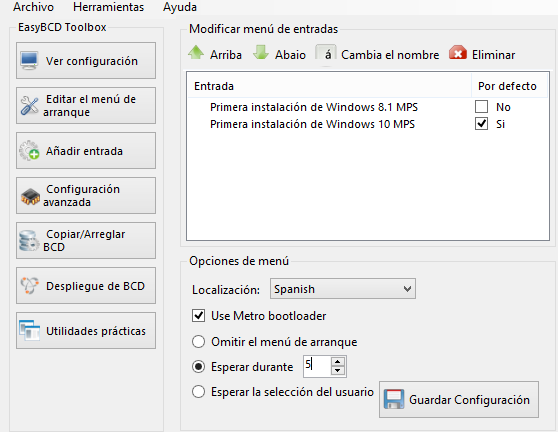 Archivo Herramientas Ayuda
EasyBCD Toolbox
Ver configuración
Editar el menú de
arranque
Añadir entrada
Configuración
avanzada
Copiar/Arreglar
BCD
Despliegue de BCD
Utilidades prácticas
Modificar menú de entradas
Arriba Abaio á Cambia el nombre Eliminar
Entrada Por defecto
Primera instalación de Windows 8.1 MPS No
Primera instalación de Windows 10 MPS Si
Opciones de menú
Localización: Spanish
Use Metro bootloader
Omitir el menú de arranque
Esperar durante 5
Esperar la selección del usuario
Guardar Configuración